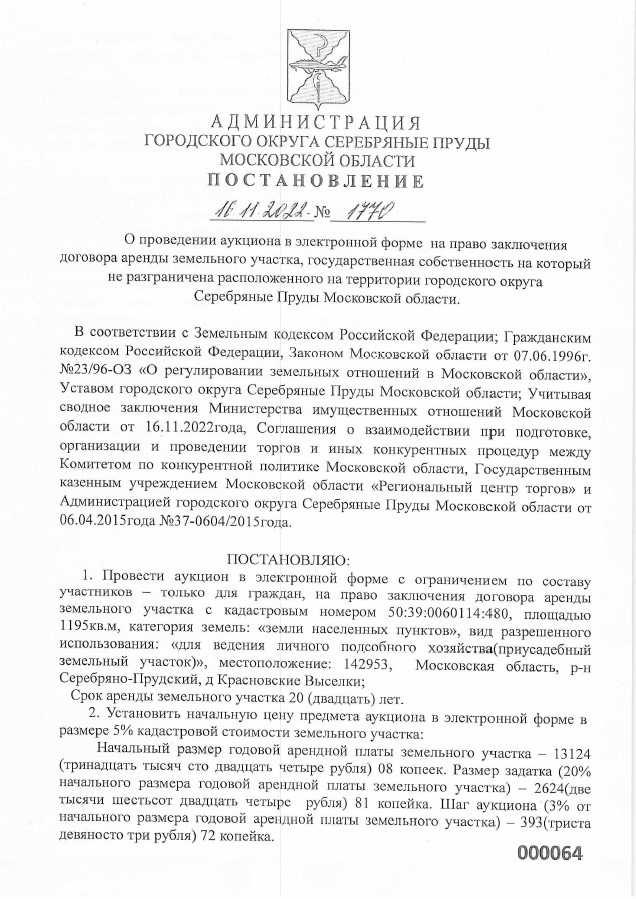 АДМИНИСТРАЦИЯ
ГОРОДСКОГО ОКРУГА СЕРЕБРЯНЫЕ ПРУДЫ
МОСКОВСКОЙ ОБЛАСТИ
ПОСТАНОВЛЕНИЕ
16.11.2022 № 1770
О проведении аукциона в электронной форме на право заключения
договора аренды земельного участка, государственная собственность на который
не разграничена расположенного на территории городского округа
Серебряные Пруды Московской области.
В соответствии с Земельным кодексом Российской Федерации; Гражданским
кодексом Российской Федерации, Законом Московской области от 07.06.1996г.
№23/96-ОЗ «О регулировании земельных отношений в Московской области»,
Уставом городского округа Серебряные Пруды Московской области; Учитывая
сводное заключения Министерства имущественных отношений Московской
области от 16.11.2022года, Соглашения о взаимодействии при подготовке,
организации и проведении торгов и иных конкурентных процедур между
Комитетом по конкурентной политике Московской области, Государственным
казенным учреждением Московской области «Региональный центр торгов» и
Администрацией городского округа Серебряные Пруды Московской области от
06.04.2015года №37-0604/2015года.
ПОСТАНОВЛЯЮ:
1. Провести аукцион в электронной форме с ограничением по составу
участников – только для граждан, на право заключения договора аренды
земельного участка с кадастровым номером 50:39:0060114:480, площадью
1195кв.м, категория земель: «земли населенных пунктов», вид разрешенного
использования: «для ведения личного подсобного хозяйства(приусадебный
земельный участок)», местоположение: 142953, Московская область, р-н
Серебряно-Прудский, д Красновские Выселки;
Срок аренды земельного участка 20 (двадцать) лет.
2. Установить начальную цену предмета аукциона в электронной форме в
размере 5% кадастровой стоимости земельного участка:
Начальный размер годовой арендной платы земельного участка – 13124
(тринадцать тысяч сто двадцать четыре рубля) 08 копеек. Размер задатка (20%
начального размера годовой арендной платы земельного участка) – 2624(две
тысячи шестьсот двадцать четыре рубля) 81 копейка. Шаг аукциона (3% от
начального размера годовой арендной платы земельного участка) – 393(триста
девяносто три рубля) 72 копейка.
000064